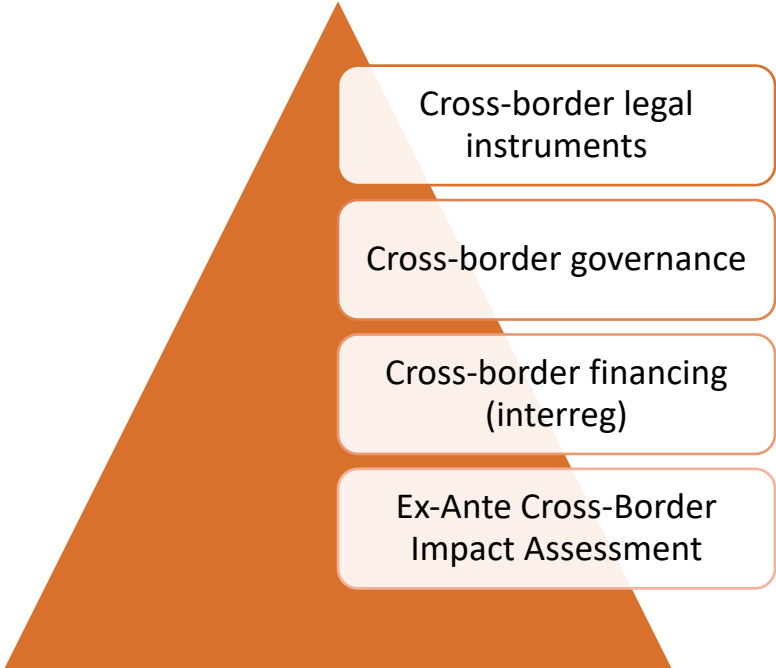 Cross-border legal
instruments
Cross-border governance
Cross-border financing
(interreg)
Ex-Ante Cross-Border
Impact Assessment